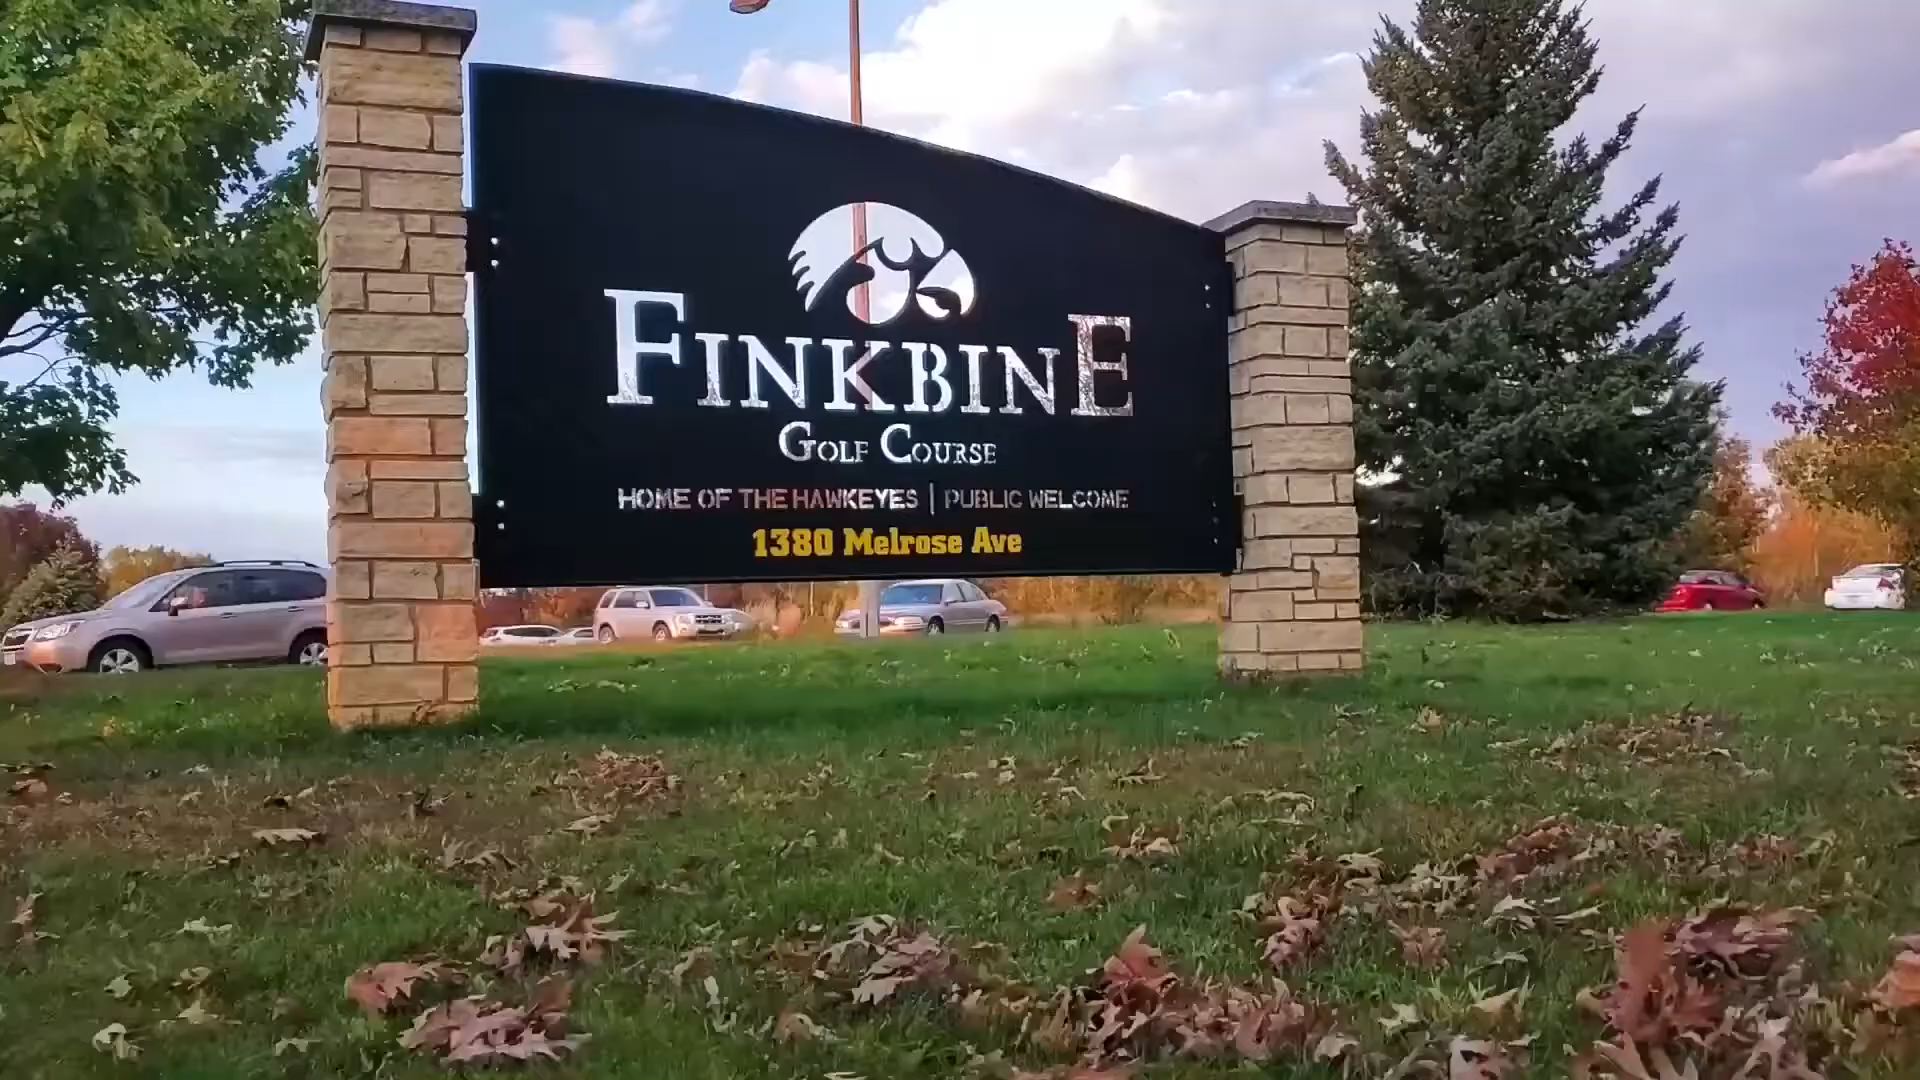 FINKBINE
GOLF COURSE
HOME OF THE HAWKEYES | PUBLIC WELCOME
1380 Melrose Ave